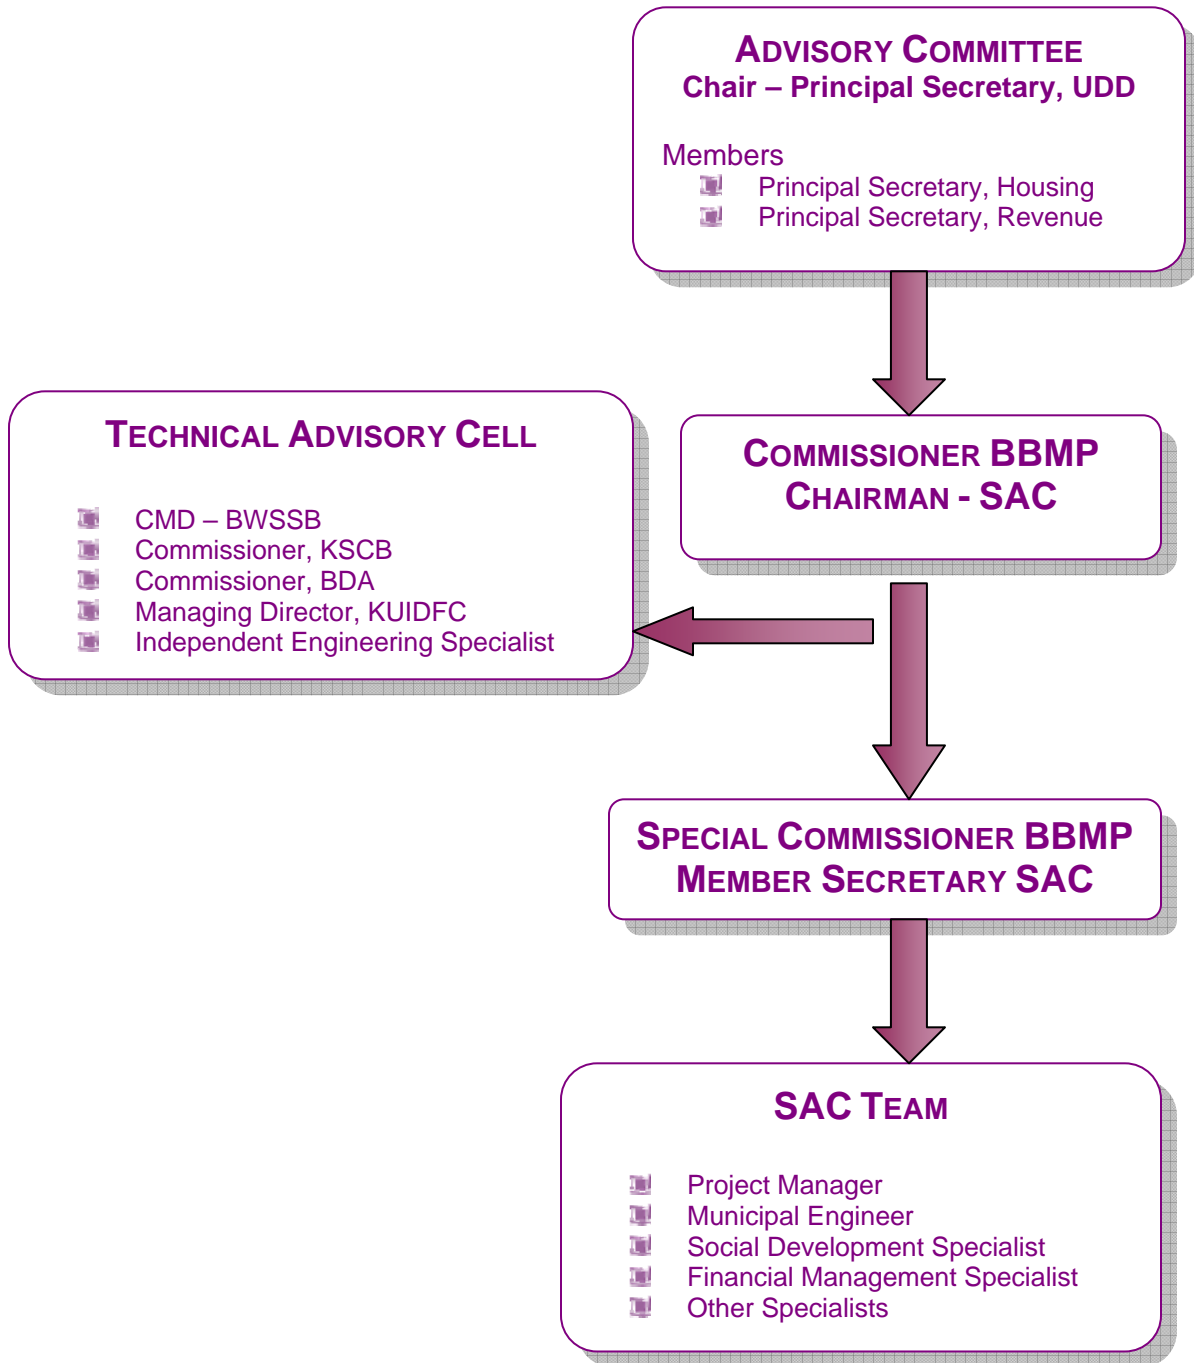 ADVISORY COMMITTEE
Chair – Principal Secretary, UDD
Members
Principal Secretary, Housing
Principal Secretary, Revenue
TECHNICAL ADVISORY CELL
CMD – BWSSB
Commissioner, KSCB
Commissioner, BDA
Managing Director, KUIDFC
Independent Engineering Specialist
COMMISSIONER BBMP
CHAIRMAN - SAC
SPECIAL COMMISSIONER BBMP
MEMBER SECRETARY SAC
SAC TEAM
Project Manager
Municipal Engineer
Social Development Specialist
Financial Management Specialist
Other Specialists